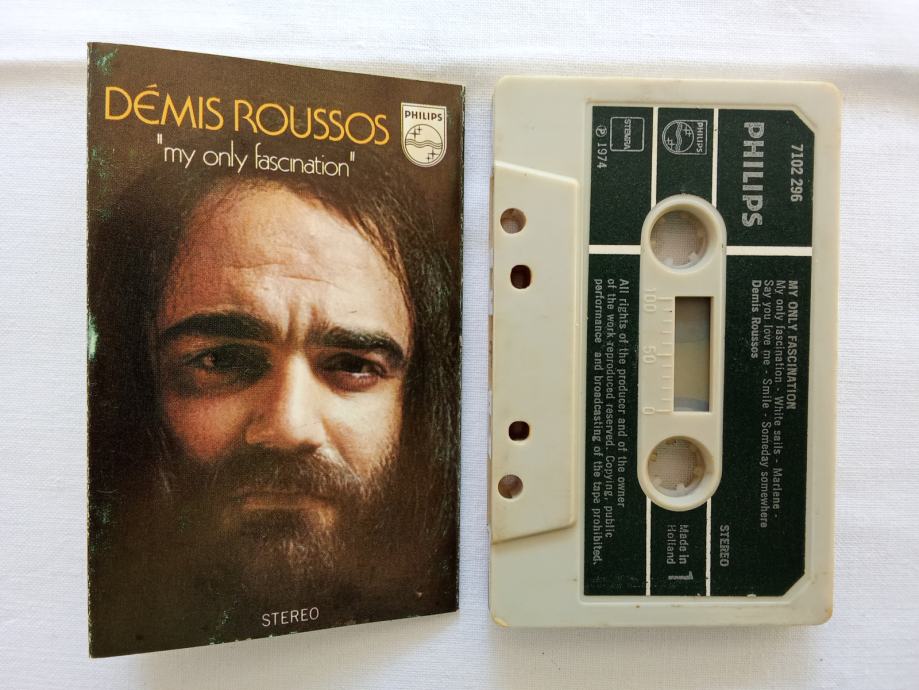 DÉMIS ROUSSOS
"my only fascination"
PHILIPS
STEREO
7102 296
PHILIPS
PHILIPS
STEMRA
℗ 1974
MY ONLY FASCINATION
My only fascination - White sails - Marlene -
Say you love me - Smile - Someday somewhere
Demis Roussos
STEREO
Made in
Holland
1
100
50
0
All rights of the producer and of the owner
of the work reproduced reserved. Copying, public
performance and broadcasting of the tape prohibited.